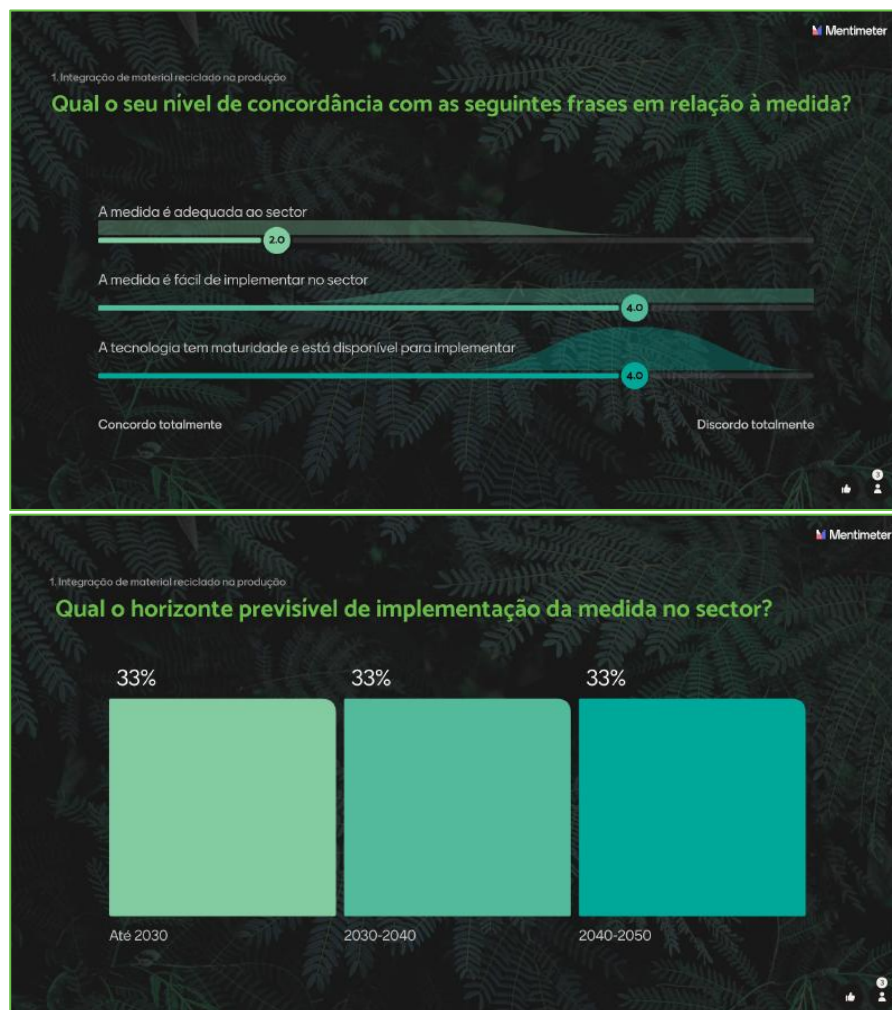 Mentimeter
1. Integração de material reciclado na produção
Qual o seu nível de concordância com as seguintes frases em relação à medida?
A medida é adequada ao sector
2.0
A medida é fácil de implementar no sector
4.0
A tecnologia tem maturidade e está disponível para implementar
4.0
Concordo totalmente
Discordo totalmente
3
Mentimeter
1. Integração de material reciclado na produção
Qual o horizonte previsível de implementação da medida no sector?
33%
33%
33%
Até 2030
2030-2040
2040-2050
3